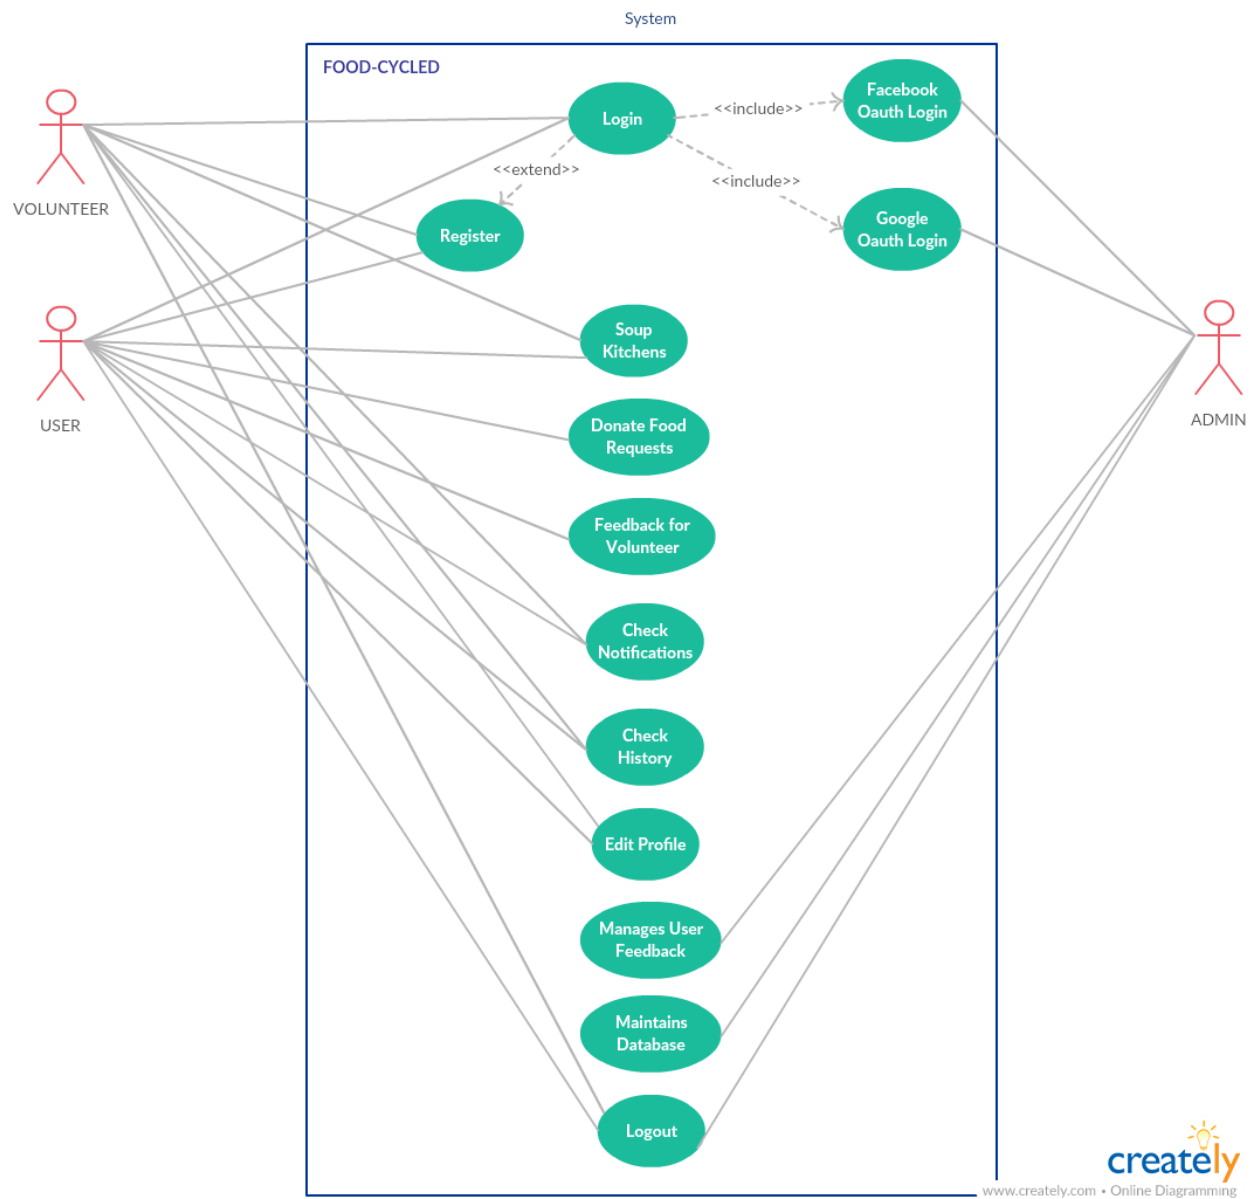 System
FOOD-CYCLED
Facebook
Oauth Login
Login
<<include>>
<<extend>>
<<include>>
VOLUNTEER
Google
Oauth Login
Register
Soup
Kitchens
USER
ADMIN
Donate Food
Requests
Feedback for
Volunteer
Check
Notifications
Check
History
Edit Profile
Manages User
Feedback
Maintains
Database
Logout
creately
www.creately.com • Online Diagramming